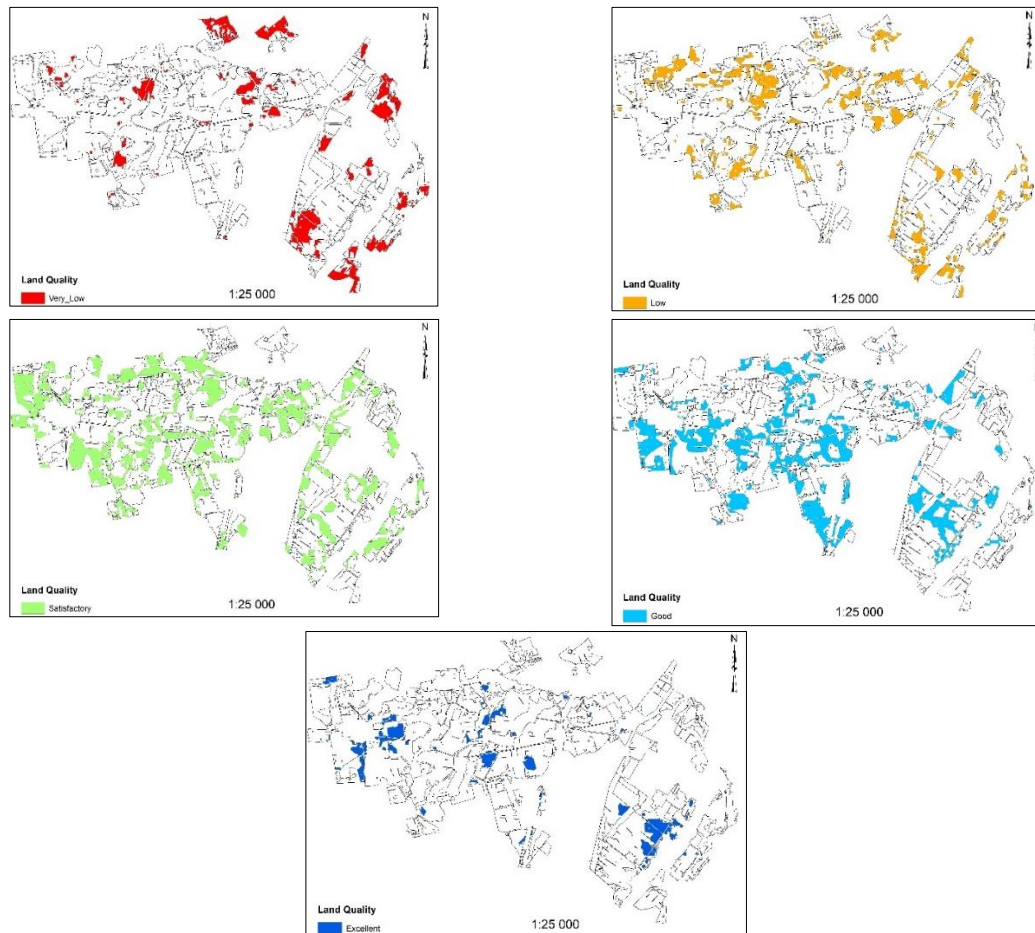 N
Land Quality
Very_Low
1:25 000
N
Land Quality
Low
1:25 000
N
Land Quality
Satisfactory
1:25 000
N
Land Quality
Good
1:25 000
N
Land Quality
Excellent
1:25 000